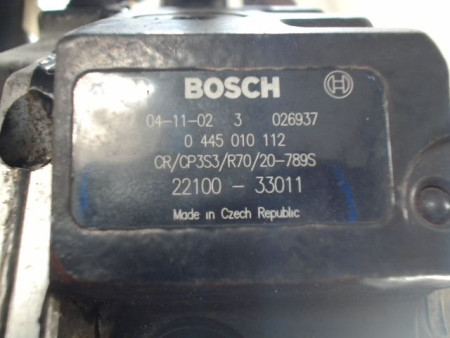 BOSCH
04-11-02 3 026937
0 445 010 112
CR/CP3S3/R70/20-789S
22100 - 33011
Made in Czech Republic